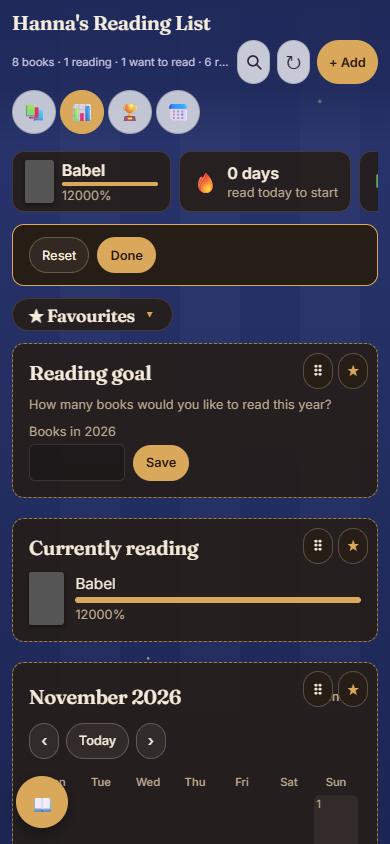 Hanna's Reading List
8 books · 1 reading · 1 want to read · 6 r...
+ Add
Babel
12000%
0 days
read today to start
Reset
Done
★ Favourites ▼
Reading goal
How many books would you like to read this year?
Books in 2026
Save
Currently reading
Babel
12000%
November 2026
‹ Today ›
Tue Wed Thu Fri Sat Sun
1